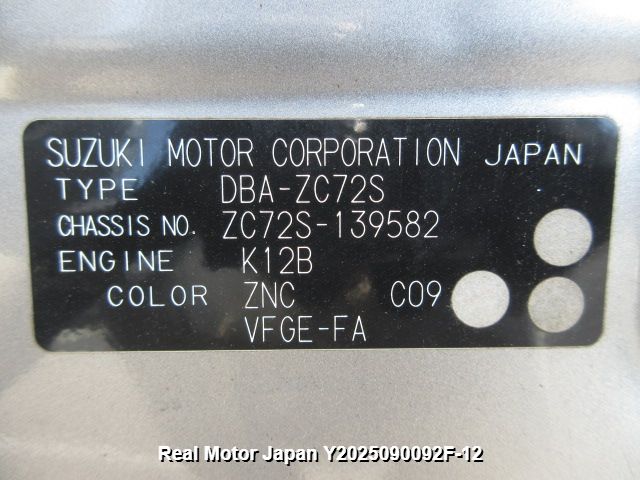 SUZUKI MOTOR CORPORATION JAPAN
TYPE DBA-ZC72S
CHASSIS NO. ZC72S-139582
ENGINE K12B
COLOR ZNC C09
VFGE-FA
Real Motor Japan Y2025090092F-12